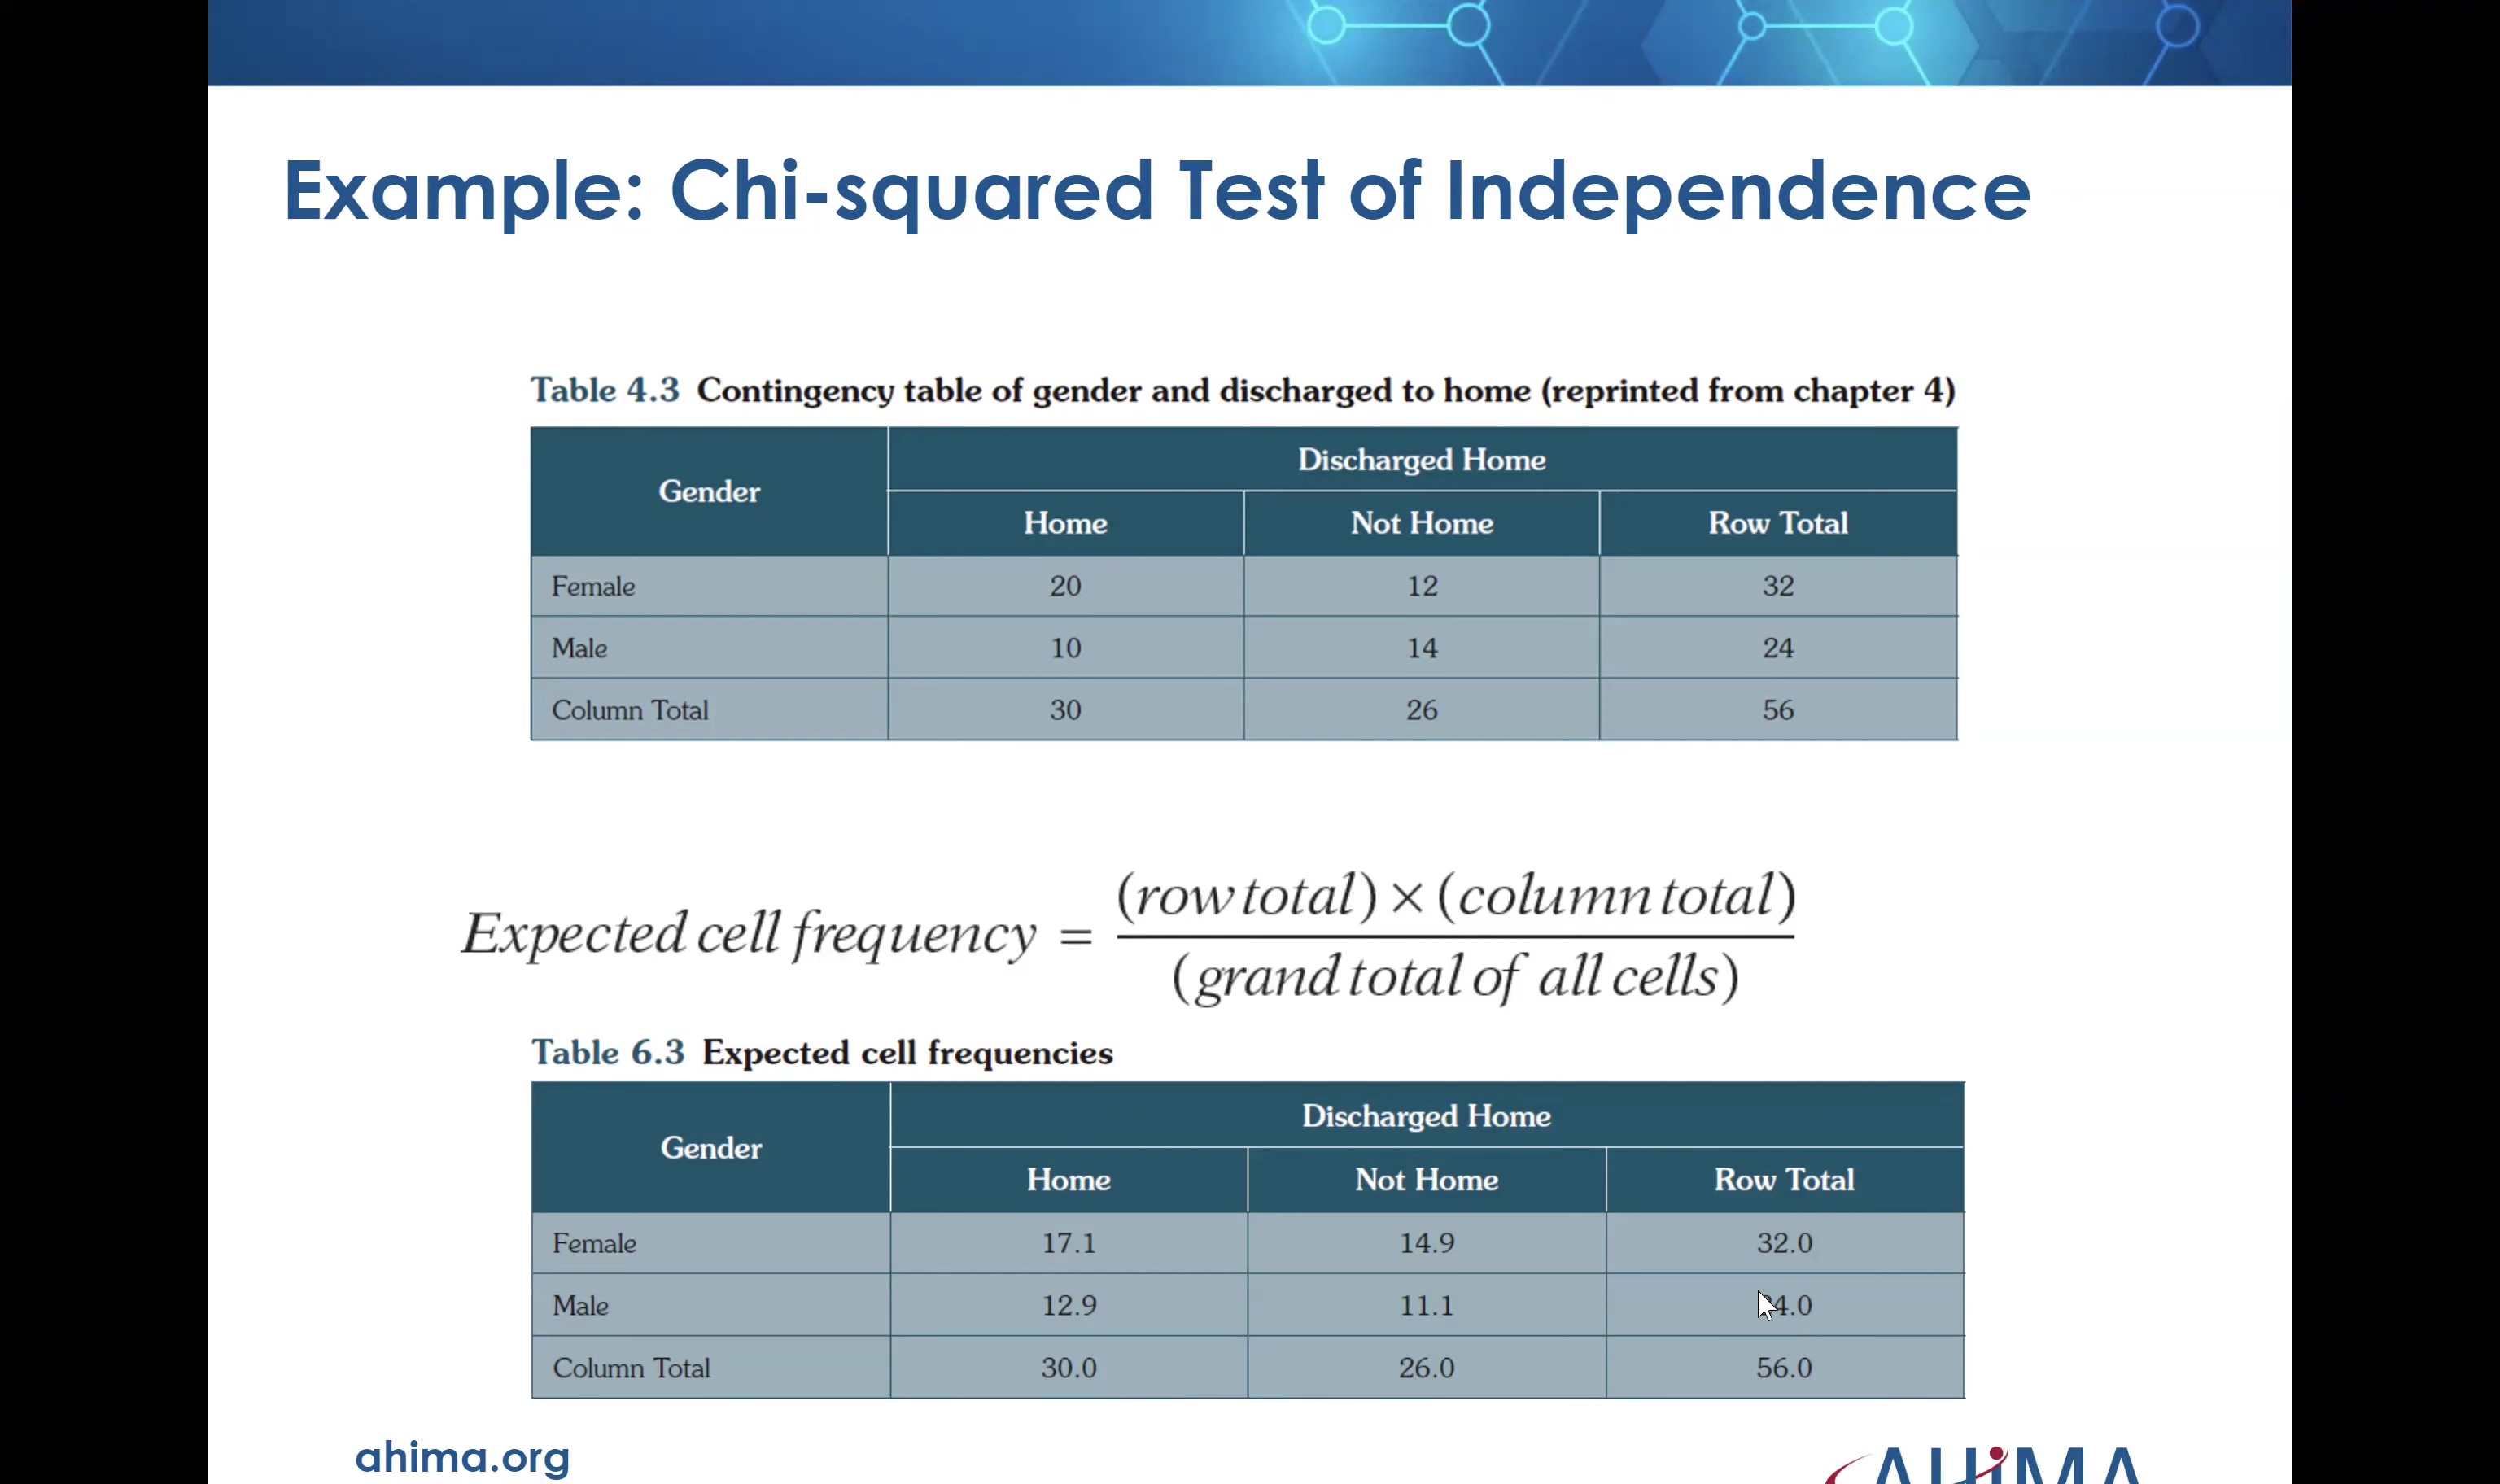 Example: Chi-squared Test of Independence
Table 4.3 Contingency table of gender and discharged to home (reprinted from chapter 4)
Gender
Discharged Home
Home Not Home Row Total
Female 20 12 32
Male 10 14 24
Column Total 30 26 56
Expected cell frequency = (row total) × (column total)
(grand total of all cells)
Table 6.3 Expected cell frequencies
Gender
Discharged Home
Home Not Home Row Total
Female 17.1 14.9 32.0
Male 12.9 11.1
Column Total 30.0 26.0 56.0
ahima.org
AHiMA